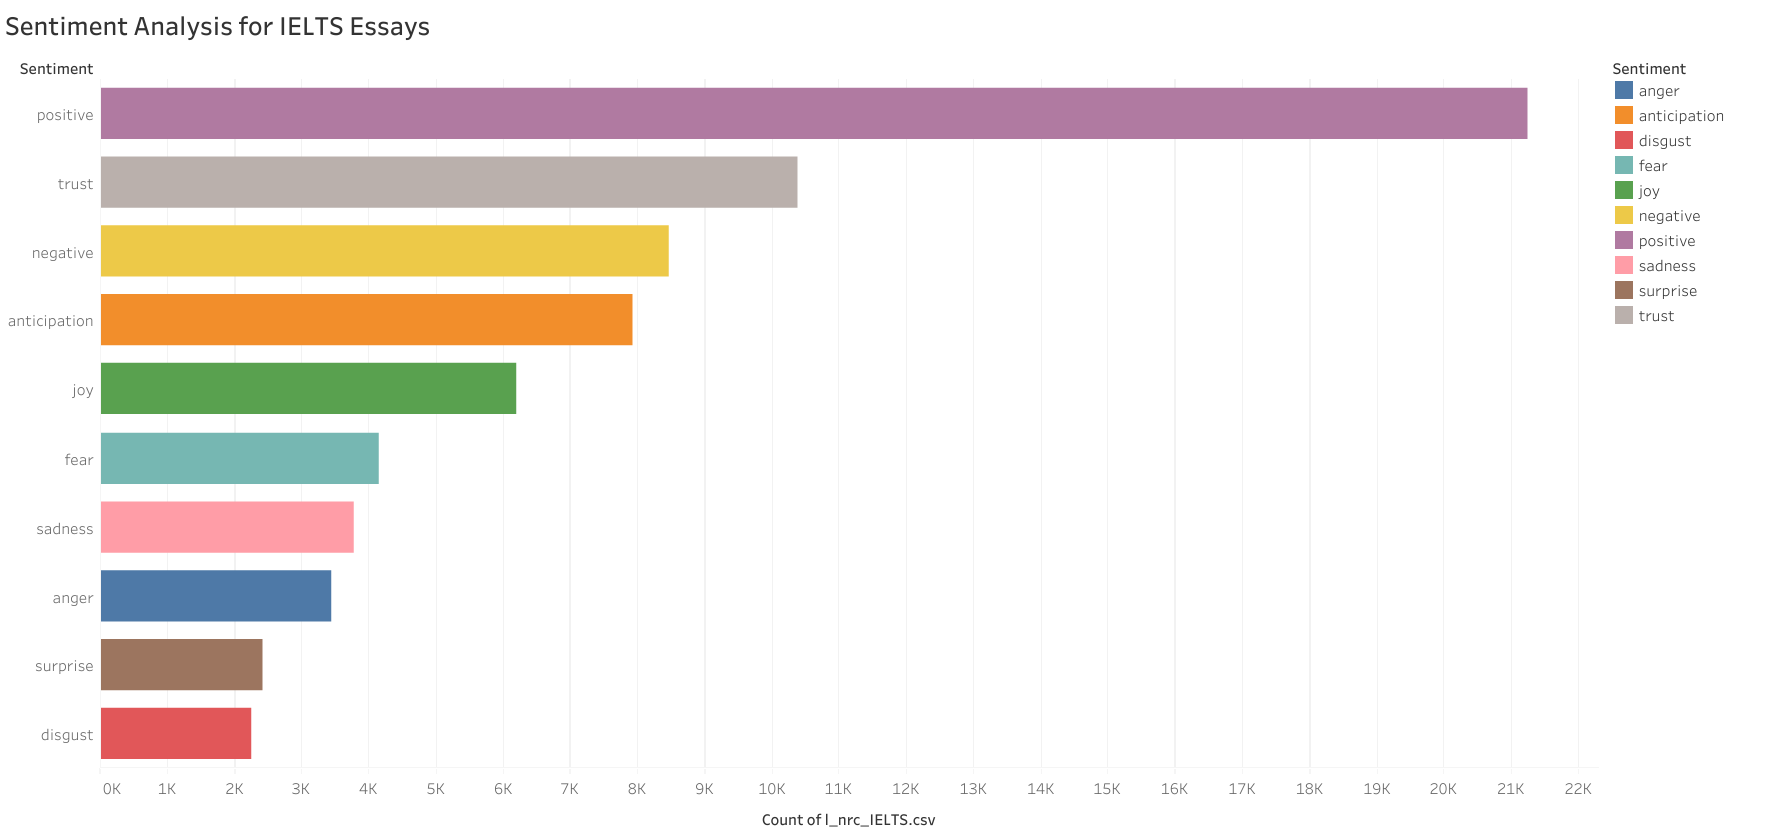 Sentiment Analysis for IELTS Essays
Sentiment
positive
trust
negative
anticipation
joy
fear
sadness
anger
surprise
disgust
0K 1K 2K 3K 4K 5K 6K 7K 8K 9K 10K 11K 12K 13K 14K 15K 16K 17K 18K 19K 20K 21K 22K
Count of l_nrc_IELTS.csv
Sentiment
anger
anticipation
disgust
fear
joy
negative
positive
sadness
surprise
trust